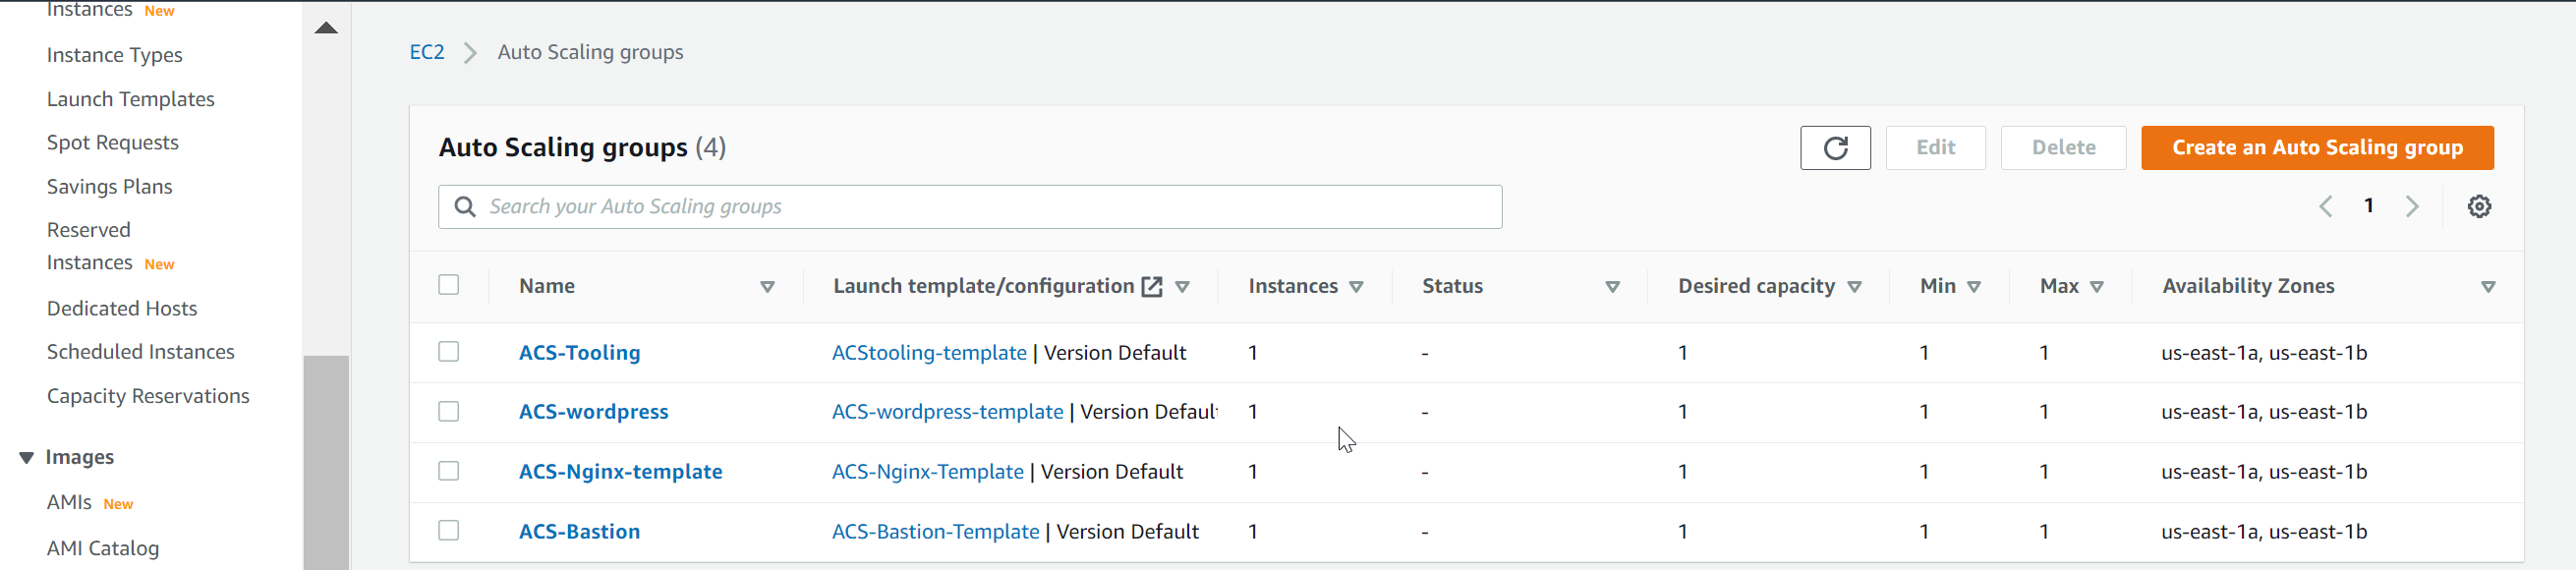 Instances New
Instance Types
Launch Templates
Spot Requests
Savings Plans
Reserved
Instances New
Dedicated Hosts
Scheduled Instances
Capacity Reservations
Images
AMIs New
AMI Catalog
EC2 Auto Scaling groups
Auto Scaling groups (4)
Edit Delete Create an Auto Scaling group
Search your Auto Scaling groups
1
Name Launch template/configuration Instances Status Desired capacity Min Max Availability Zones
ACS-Tooling ACStooling-template | Version Default 1 - 1 1 1 us-east-1a, us-east-1b
ACS-wordpress ACS-wordpress-template | Version Default 1 - 1 1 1 us-east-1a, us-east-1b
ACS-Nginx-template ACS-Nginx-Template | Version Default 1 - 1 1 1 us-east-1a, us-east-1b
ACS-Bastion ACS-Bastion-Template | Version Default 1 - 1 1 1 us-east-1a, us-east-1b